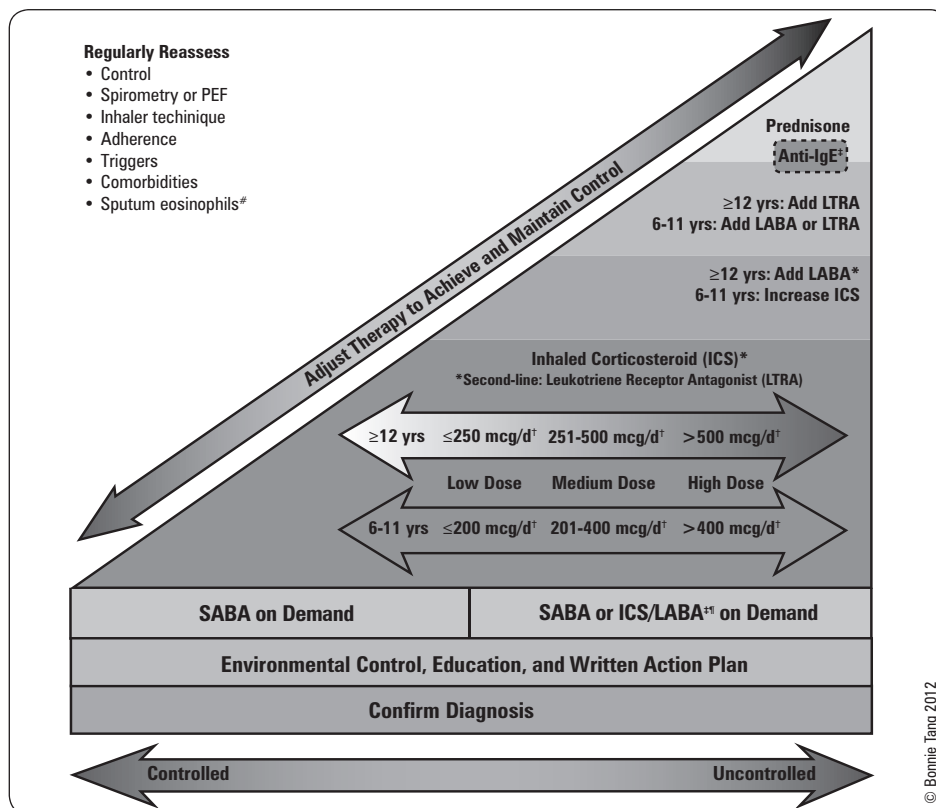 Regularly Reassess
• Control
• Spirometry or PEF
• Inhaler techinique
• Adherence
• Triggers
• Comorbidities
• Sputum eosinophils#
Adjust Therapy to Achieve and Maintain Control
Prednisone
Anti-IgE‡
≥12 yrs: Add LTRA
6-11 yrs: Add LABA or LTRA
≥12 yrs: Add LABA*
6-11 yrs: Increase ICS
Inhaled Corticosteroid (ICS)*
*Second-line: Leukotriene Receptor Antagonist (LTRA)
≥12 yrs ≤250 mcg/d† 251-500 mcg/d† >500 mcg/d†
Low Dose Medium Dose High Dose
6-11 yrs ≤200 mcg/d† 201-400 mcg/d† >400 mcg/d†
SABA on Demand
SABA or ICS/LABA‡¶ on Demand
Environmental Control, Education, and Written Action Plan
Confirm Diagnosis
Controlled Uncontrolled
© Bonnie Tang 2012